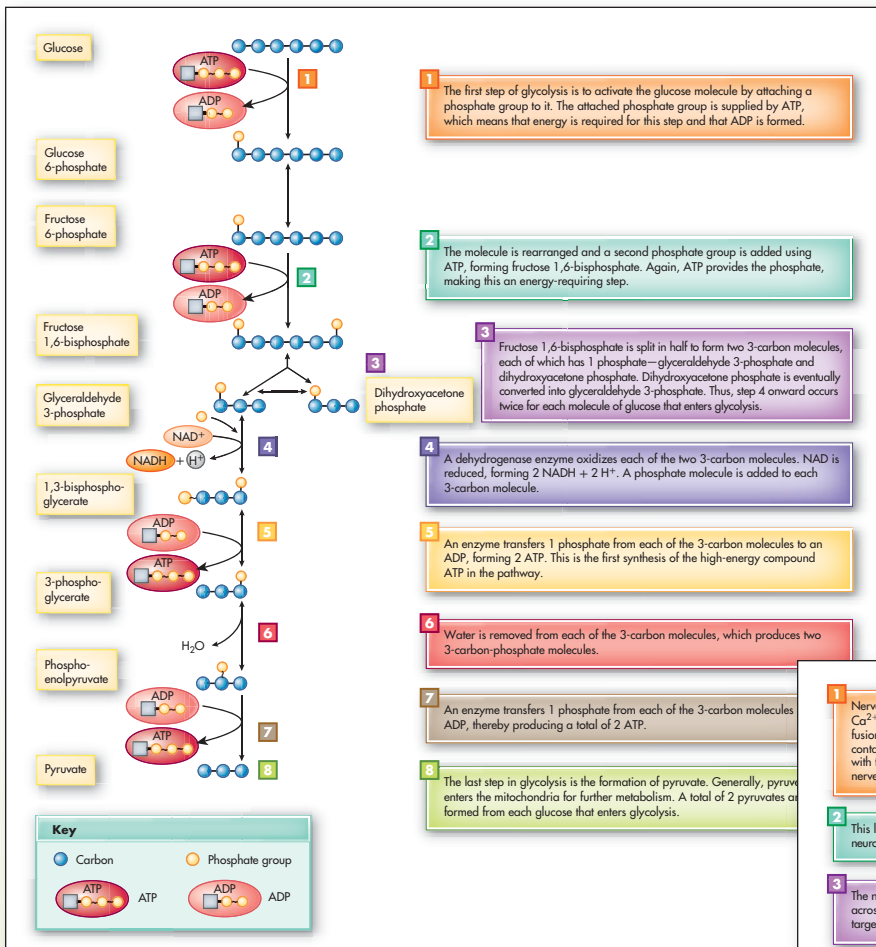 Glucose
ATP
ADP
1
Glucose
6-phosphate
Fructose
6-phosphate
ATP
ADP
2
Fructose
1,6-bisphosphate
3
Glyceraldehyde
3-phosphate
Dihydroxyacetone
phosphate
NAD⁺
NADH + H⁺
4
1,3-bisphospho-
glycerate
ADP
ATP
5
3-phospho-
glycerate
H₂O
6
Phospho-
enolpyruvate
ADP
ATP
7
Pyruvate
8
Key
Carbon
Phosphate group
ATP
ATP
ADP
ADP
1
The first step of glycolysis is to activate the glucose molecule by attaching a
phosphate group to it. The attached phosphate group is supplied by ATP,
which means that energy is required for this step and that ADP is formed.
2
The molecule is rearranged and a second phosphate group is added using
ATP, forming fructose 1,6-bisphosphate. Again, ATP provides the phosphate,
making this an energy-requiring step.
3
Fructose 1,6-bisphosphate is split in half to form two 3-carbon molecules,
each of which has 1 phosphate—glyceraldehyde 3-phosphate and
dihydroxyacetone phosphate. Dihydroxyacetone phosphate is eventually
converted into glyceraldehyde 3-phosphate. Thus, step 4 onward occurs
twice for each molecule of glucose that enters glycolysis.
4
A dehydrogenase enzyme oxidizes each of the two 3-carbon molecules. NAD is
reduced, forming 2 NADH + 2 H⁺. A phosphate molecule is added to each
3-carbon molecule.
5
An enzyme transfers 1 phosphate from each of the 3-carbon molecules to an
ADP, forming 2 ATP. This is the first synthesis of the high-energy compound
ATP in the pathway.
6
Water is removed from each of the 3-carbon molecules, which produces two
3-carbon-phosphate molecules.
7
An enzyme transfers 1 phosphate from each of the 3-carbon molecules
ADP, thereby producing a total of 2 ATP.
8
The last step in glycolysis is the formation of pyruvate. Generally,
enters the mitochondria for further metabolism. A total of 2 pyruvates
formed from each glucose that enters glycolysis.
1
Ca²⁺
fusion
with
2
This
3
The